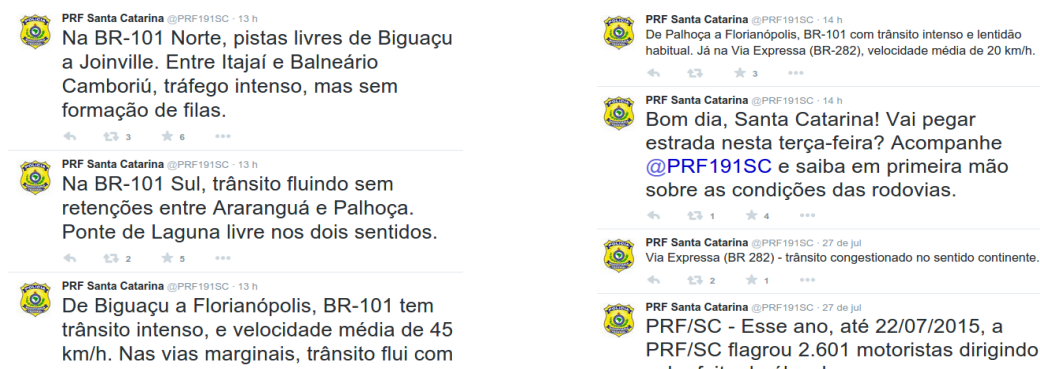 PRF Santa Catarina @PRF191SC · 13 h
Na BR-101 Norte, pistas livres de Biguaçu
a Joinville. Entre Itajaí e Balneário
Camboriú, tráfego intenso, mas sem
formação de filas.
3 6
PRF Santa Catarina @PRF191SC · 13 h
Na BR-101 Sul, trânsito fluindo sem
retenções entre Araranguá e Palhoça.
Ponte de Laguna livre nos dois sentidos.
2 5
PRF Santa Catarina @PRF191SC · 13 h
De Biguaçu a Florianópolis, BR-101 tem
trânsito intenso, e velocidade média de 45
km/h. Nas vias marginais, trânsito flui com
PRF Santa Catarina @PRF191SC · 14 h
De Palhoça a Florianópolis, BR-101 com trânsito intenso e lentidão
habitual. Já na Via Expressa (BR-282), velocidade média de 20 km/h.
3
PRF Santa Catarina @PRF191SC · 14 h
Bom dia, Santa Catarina! Vai pegar
estrada nesta terça-feira? Acompanhe
@PRF191SC e saiba em primeira mão
sobre as condições das rodovias.
1 4
PRF Santa Catarina @PRF191SC · 27 de jul
Via Expressa (BR 282) - trânsito congestionado no sentido continente.
2 1
PRF Santa Catarina @PRF191SC · 27 de jul
PRF/SC - Esse ano, até 22/07/2015, a
PRF/SC flagrou 2.601 motoristas dirigindo